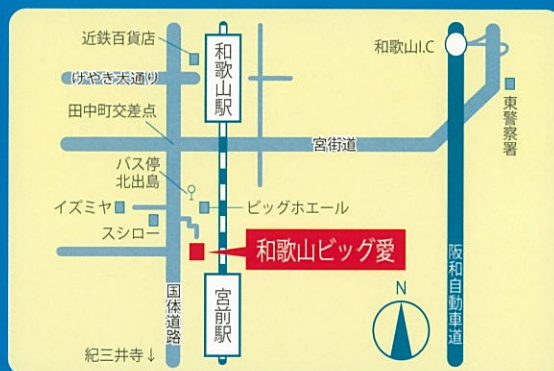 近鉄百貨店
けやき大通り
田中町交差点
和歌山駅
和歌山I.C
東警察署
宮街道
バス停
北出島
イズミヤ
スシロー
ビッグホエール
和歌山ビッグ愛
国体道路
宮前駅
阪和自動車道
N
紀三井寺↓